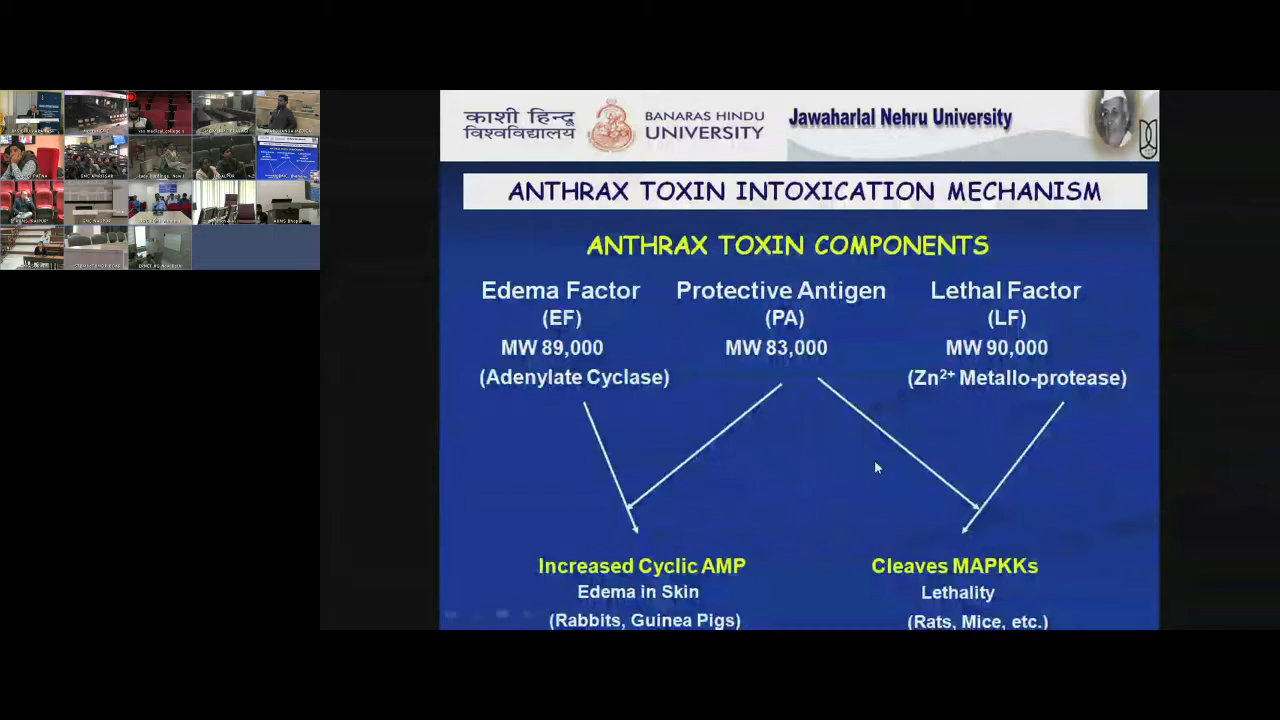 काशी हिन्दू
विश्वविद्यालय
BANARAS HINDU
UNIVERSITY
Jawaharlal Nehru University
ANTHRAX TOXIN INTOXICATION MECHANISM
ANTHRAX TOXIN COMPONENTS
Edema Factor
(EF)
MW 89,000
(Adenylate Cyclase)
Protective Antigen
(PA)
MW 83,000
Lethal Factor
(LF)
MW 90,000
(Zn²⁺ Metallo-protease)
Increased Cyclic AMP
Edema in Skin
(Rabbits, Guinea Pigs)
Cleaves MAPKKs
Lethality
(Rats, Mice, etc.)